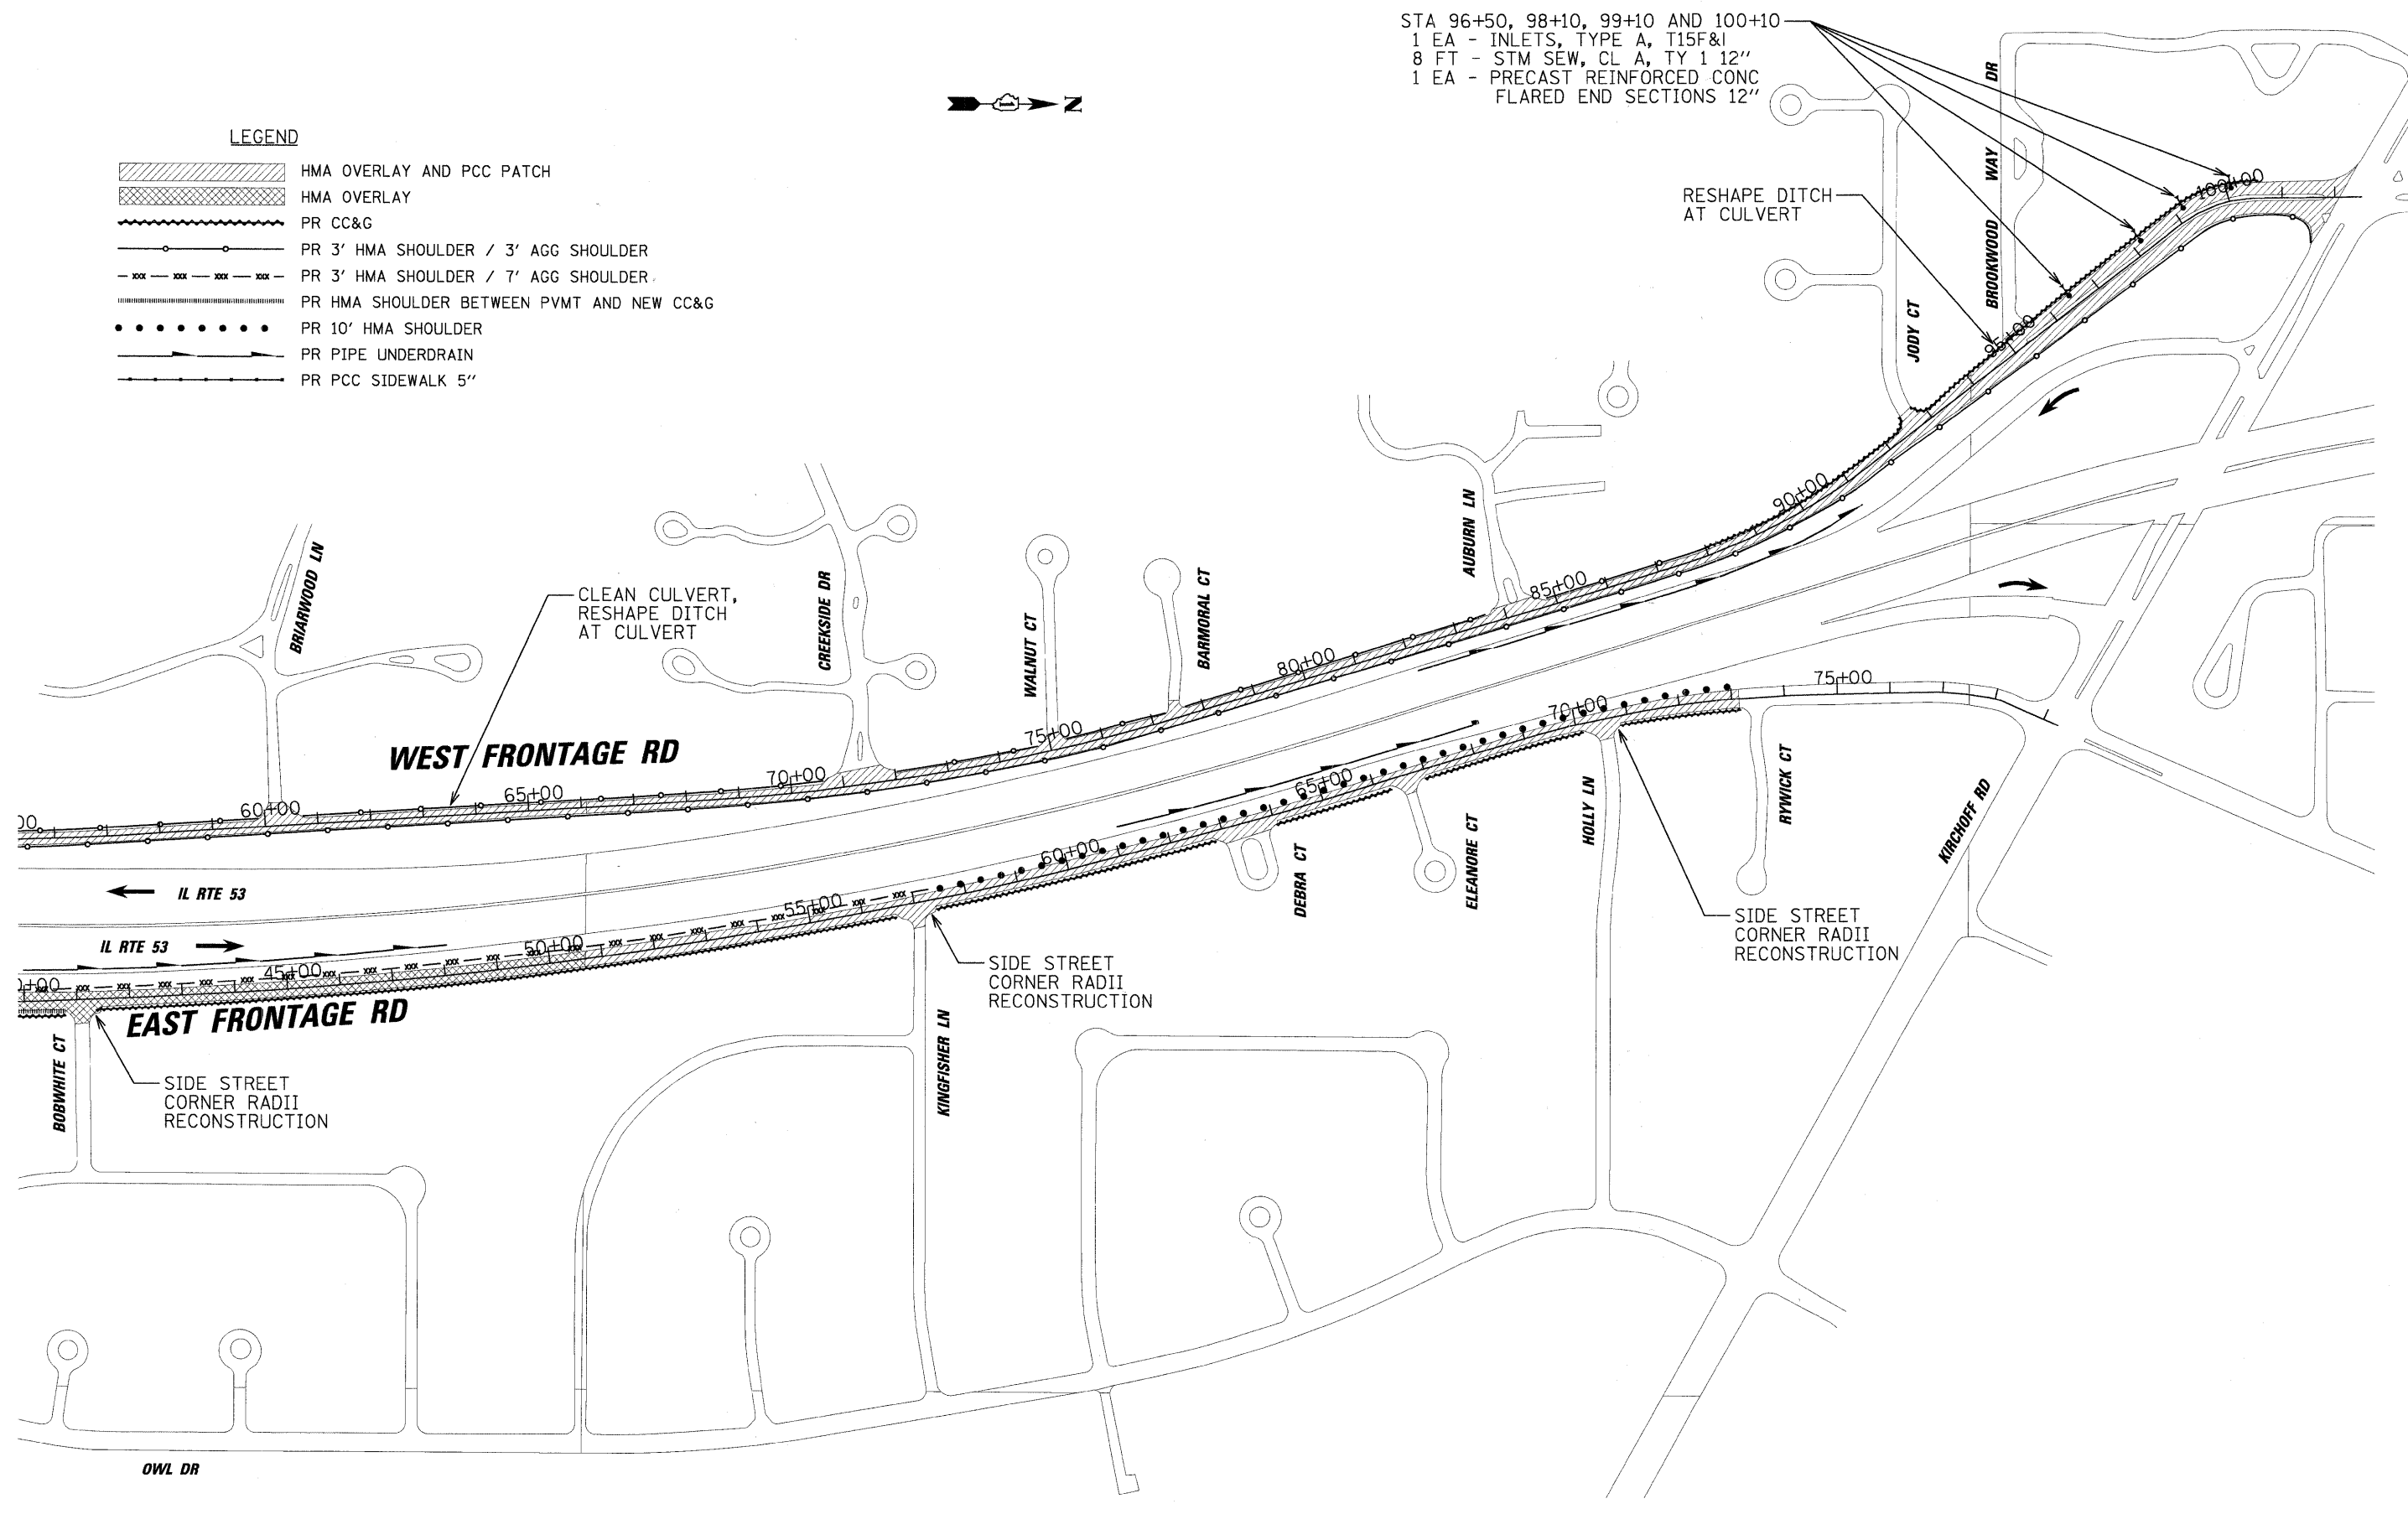 STA 96+50, 98+10, 99+10 AND 100+10
1 EA - INLETS, TYPE A, T15F&I
8 FT - STM SEW, CL A, TY 1 12"
1 EA - PRECAST REINFORCED CONC
FLARED END SECTIONS 12"
N
LEGEND
HMA OVERLAY AND PCC PATCH
HMA OVERLAY
PR CC&G
PR 3' HMA SHOULDER / 3' AGG SHOULDER
PR 3' HMA SHOULDER / 7' AGG SHOULDER
PR HMA SHOULDER BETWEEN PVMT AND NEW CC&G
PR 10' HMA SHOULDER
PR PIPE UNDERDRAIN
PR PCC SIDEWALK 5"
RESHAPE DITCH
AT CULVERT
BROOKWOOD WAY DR
JODY CT
100+00
95+00
90+00
85+00
80+00
75+00
70+00
65+00
60+00
00
AUBURN LN
BARMORAL CT
WALNUT CT
CREEKSIDE DR
BRIARWOOD LN
CLEAN CULVERT,
RESHAPE DITCH
AT CULVERT
WEST FRONTAGE RD
IL RTE 53
IL RTE 53
75+00
70+00
65+00
60+00
55+00
50+00
45+00
0+00
EAST FRONTAGE RD
BOBWHITE CT
SIDE STREET
CORNER RADII
RECONSTRUCTION
KINGFISHER LN
SIDE STREET
CORNER RADII
RECONSTRUCTION
DEBRA CT
ELEANORE CT
HOLLY LN
RYWICK CT
KIRCHOFF RD
SIDE STREET
CORNER RADII
RECONSTRUCTION
OWL DR